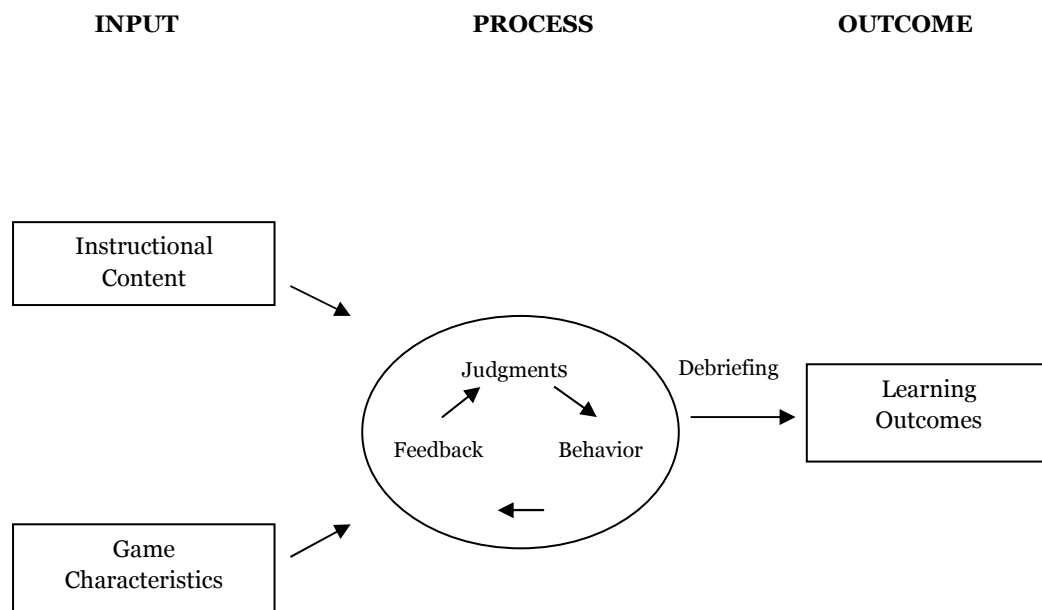 INPUT PROCESS OUTCOME
Instructional
Content
Judgments
Feedback Behavior
Debriefing
Learning
Outcomes
Game
Characteristics